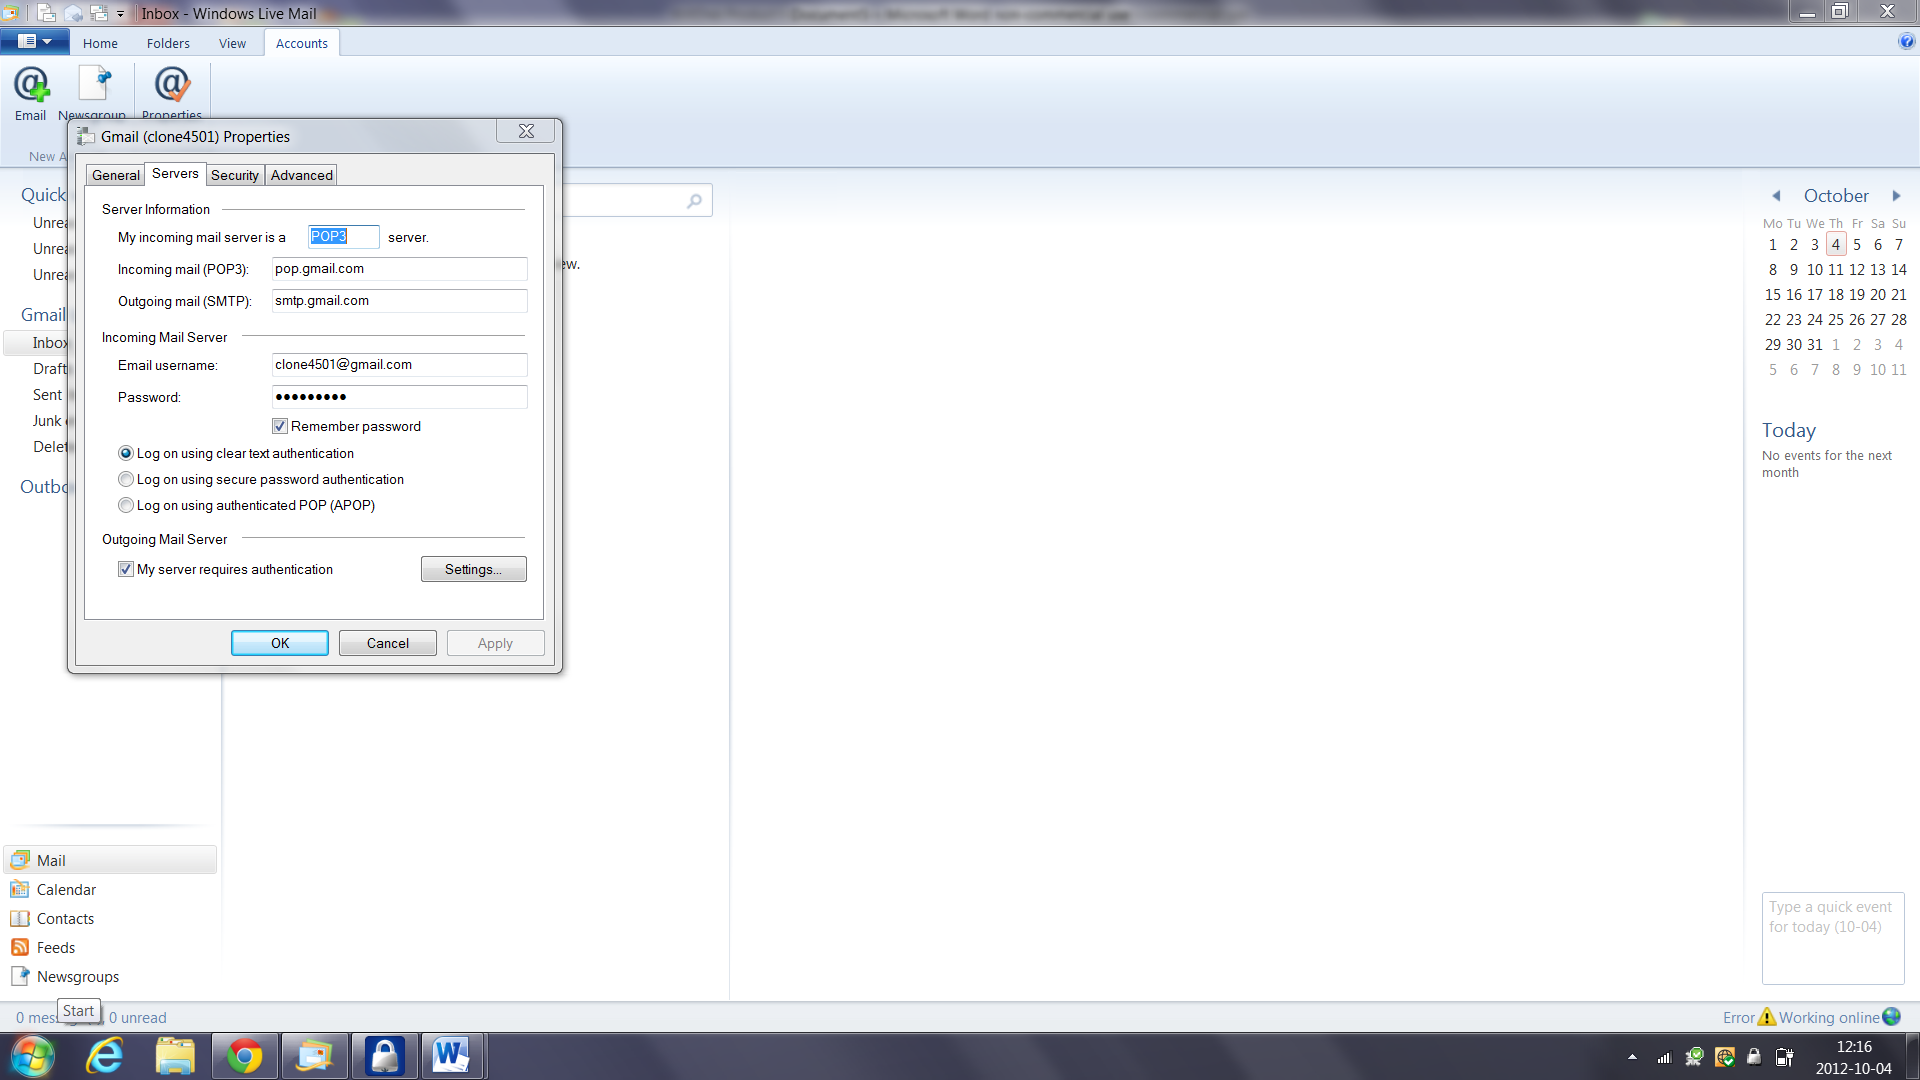 Inbox - Windows Live Mail
Home Folders View Accounts
Email Newsgroup Properties
New A
Gmail (clone4501) Properties
General Servers Security Advanced
Server Information
My incoming mail server is a POP3 server.
Incoming mail (POP3): pop.gmail.com
Outgoing mail (SMTP): smtp.gmail.com
Incoming Mail Server
Email username: clone4501@gmail.com
Password: •••••••••
Remember password
Log on using clear text authentication
Log on using secure password authentication
Log on using authenticated POP (APOP)
Outgoing Mail Server
My server requires authentication Settings...
OK Cancel Apply
Quick
Unrea
Unrea
Unrea
Gmail
Inbox
Draft
Sent
Junk
Delet
Outbo
ew.
October
Mo Tu We Th Fr Sa Su
1 2 3 4 5 6 7
8 9 10 11 12 13 14
15 16 17 18 19 20 21
22 23 24 25 26 27 28
29 30 31 1 2 3 4
5 6 7 8 9 10 11
Today
No events for the next
month
Type a quick event
for today (10-04)
Mail
Calendar
Contacts
Feeds
Newsgroups
Start
0 mess , 0 unread
Error Working online
12:16
2012-10-04